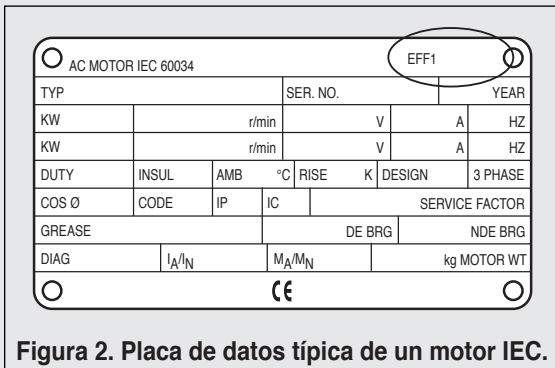 AC MOTOR IEC 60034 EFF1
TYP SER. NO. YEAR
KW r/min V A HZ
KW r/min V A HZ
DUTY INSUL AMB °C RISE K DESIGN 3 PHASE
COS Ø CODE IP IC SERVICE FACTOR
GREASE DE BRG NDE BRG
DIAG IA/IN MA/MN kg MOTOR WT
CE
Figura 2. Placa de datos típica de un motor IEC.